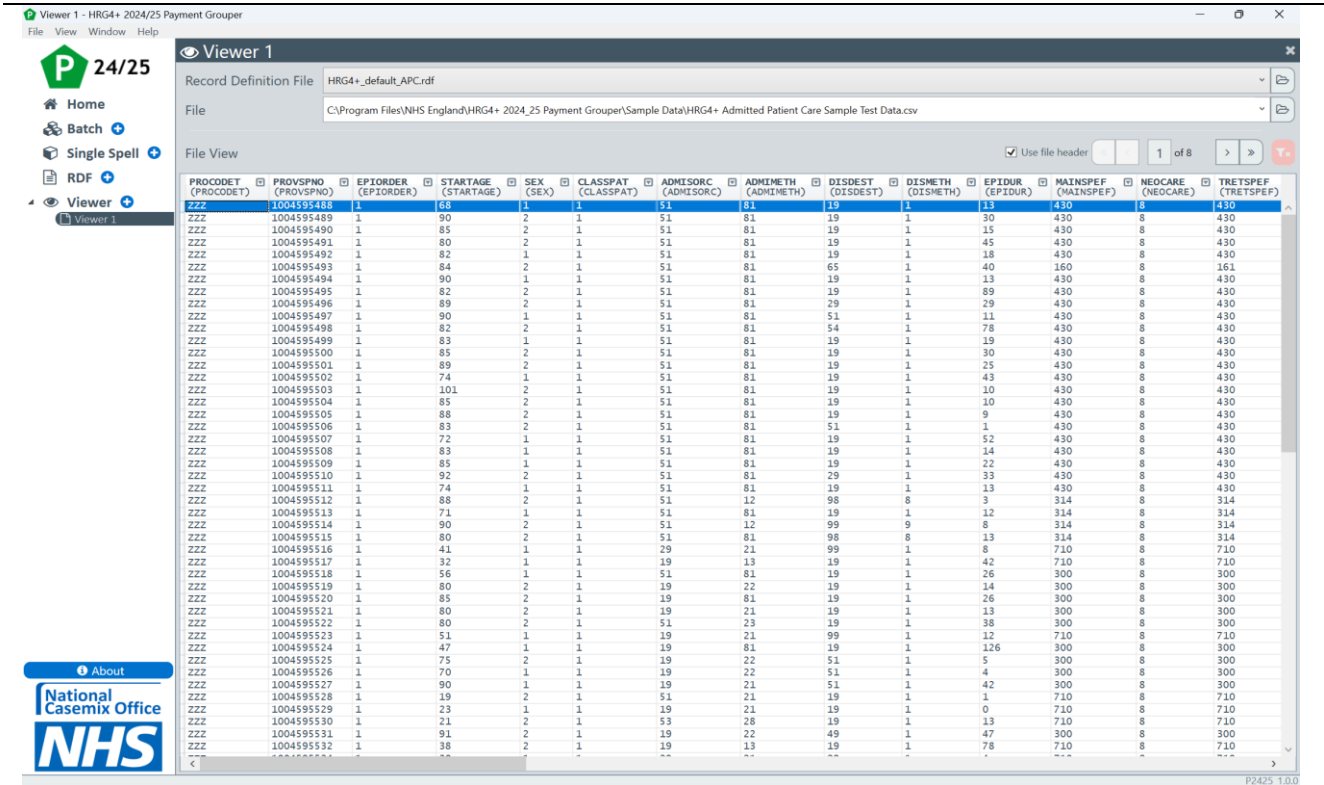 Viewer 1 - HRG4+ 2024/25 Payment Grouper
File View Window Help
P 24/25
Home
Batch
Single Spell
RDF
Viewer
Viewer 1
Viewer 1
Record Definition File HRG4+_default_APC.rdf
File C:\Program Files\NHS England\HRG4+ 2024_25 Payment Grouper\Sample Data\HRG4+ Admitted Patient Care Sample Test Data.csv
File View Use file header 1 of 8
PROCODET PROVSPNO EPIORDER STARTAGE SEX CLASSPAT ADMISORC ADMIMETH DISDEST DISMETH EPIDUR MAINSPEF NEOCARE TRETSPEF
(PROCODET) (PROVSPNO) (EPIORDER) (STARTAGE) (SEX) (CLASSPAT) (ADMISORC) (ADMIMETH) (DISDEST) (DISMETH) (EPIDUR) (MAINSPEF) (NEOCARE) (TRETSPEF)
ZZZ 1004595488 1 68 1 1 51 81 19 1 13 430 8 430
ZZZ 1004595489 1 90 2 1 51 81 19 1 30 430 8 430
ZZZ 1004595490 1 85 2 1 51 81 19 1 15 430 8 430
ZZZ 1004595491 1 80 2 1 51 81 19 1 45 430 8 430
ZZZ 1004595492 1 82 1 1 51 81 19 1 18 430 8 430
ZZZ 1004595493 1 84 2 1 51 81 65 1 40 160 8 161
ZZZ 1004595494 1 90 1 1 51 81 19 1 13 430 8 430
ZZZ 1004595495 1 82 2 1 51 81 19 1 89 430 8 430
ZZZ 1004595496 1 89 2 1 51 81 29 1 29 430 8 430
ZZZ 1004595497 1 90 1 1 51 81 51 1 11 430 8 430
ZZZ 1004595498 1 82 2 1 51 81 54 1 78 430 8 430
ZZZ 1004595499 1 83 1 1 51 81 19 1 19 430 8 430
ZZZ 1004595500 1 85 2 1 51 81 19 1 30 430 8 430
ZZZ 1004595501 1 89 2 1 51 81 19 1 25 430 8 430
ZZZ 1004595502 1 74 1 1 51 81 19 1 43 430 8 430
ZZZ 1004595503 1 101 2 1 51 81 19 1 10 430 8 430
ZZZ 1004595504 1 85 2 1 51 81 19 1 10 430 8 430
ZZZ 1004595505 1 88 2 1 51 81 19 1 9 430 8 430
ZZZ 1004595506 1 83 2 1 51 81 51 1 1 430 8 430
ZZZ 1004595507 1 72 1 1 51 81 19 1 52 430 8 430
ZZZ 1004595508 1 83 1 1 51 81 19 1 14 430 8 430
ZZZ 1004595509 1 85 1 1 51 81 19 1 22 430 8 430
ZZZ 1004595510 1 92 2 1 51 81 29 1 33 430 8 430
ZZZ 1004595511 1 74 1 1 51 81 19 1 13 430 8 430
ZZZ 1004595512 1 88 2 1 51 12 98 8 3 314 8 314
ZZZ 1004595513 1 71 1 1 51 81 19 1 12 314 8 314
ZZZ 1004595514 1 90 2 1 51 12 99 9 8 314 8 314
ZZZ 1004595515 1 80 2 1 51 81 98 8 13 314 8 314
ZZZ 1004595516 1 41 1 1 29 21 99 1 8 710 8 710
ZZZ 1004595517 1 32 1 1 19 13 19 1 42 710 8 710
ZZZ 1004595518 1 56 1 1 51 81 19 1 26 300 8 300
ZZZ 1004595519 1 80 2 1 19 22 19 1 14 300 8 300
ZZZ 1004595520 1 85 2 1 19 81 19 1 26 300 8 300
ZZZ 1004595521 1 80 2 1 19 21 19 1 13 300 8 300
ZZZ 1004595522 1 80 2 1 51 23 19 1 38 300 8 300
ZZZ 1004595523 1 51 1 1 19 21 99 1 12 710 8 710
ZZZ 1004595524 1 47 1 1 19 81 19 1 126 300 8 300
ZZZ 1004595525 1 75 2 1 19 22 51 1 5 300 8 300
ZZZ 1004595526 1 70 1 1 19 22 51 1 4 300 8 300
ZZZ 1004595527 1 90 1 1 19 21 51 1 42 300 8 300
ZZZ 1004595528 1 19 2 1 51 21 19 1 1 710 8 710
ZZZ 1004595529 1 23 1 1 19 21 19 1 0 710 8 710
ZZZ 1004595530 1 21 2 1 53 28 19 1 13 710 8 710
ZZZ 1004595531 1 91 2 1 19 22 49 1 47 300 8 300
ZZZ 1004595532 1 38 2 1 19 13 19 1 78 710 8 710
About
National
Casemix Office
NHS
P2425 1.0.0